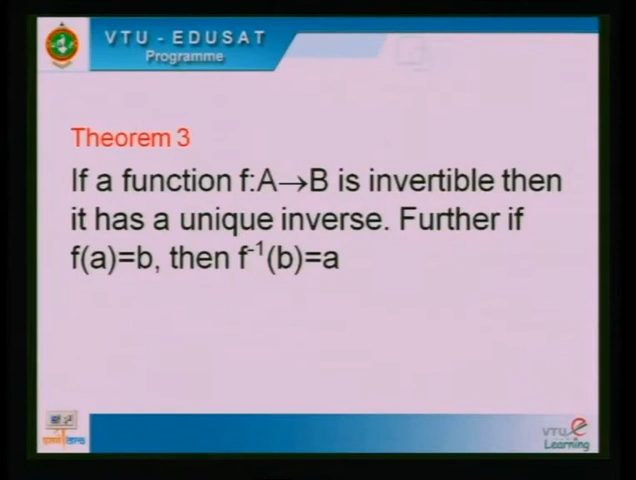 VTU - EDUSAT
Programme
Theorem 3
If a function f:A→B is invertible then
it has a unique inverse. Further if
f(a)=b, then f⁻¹(b)=a
VTU e
Learning